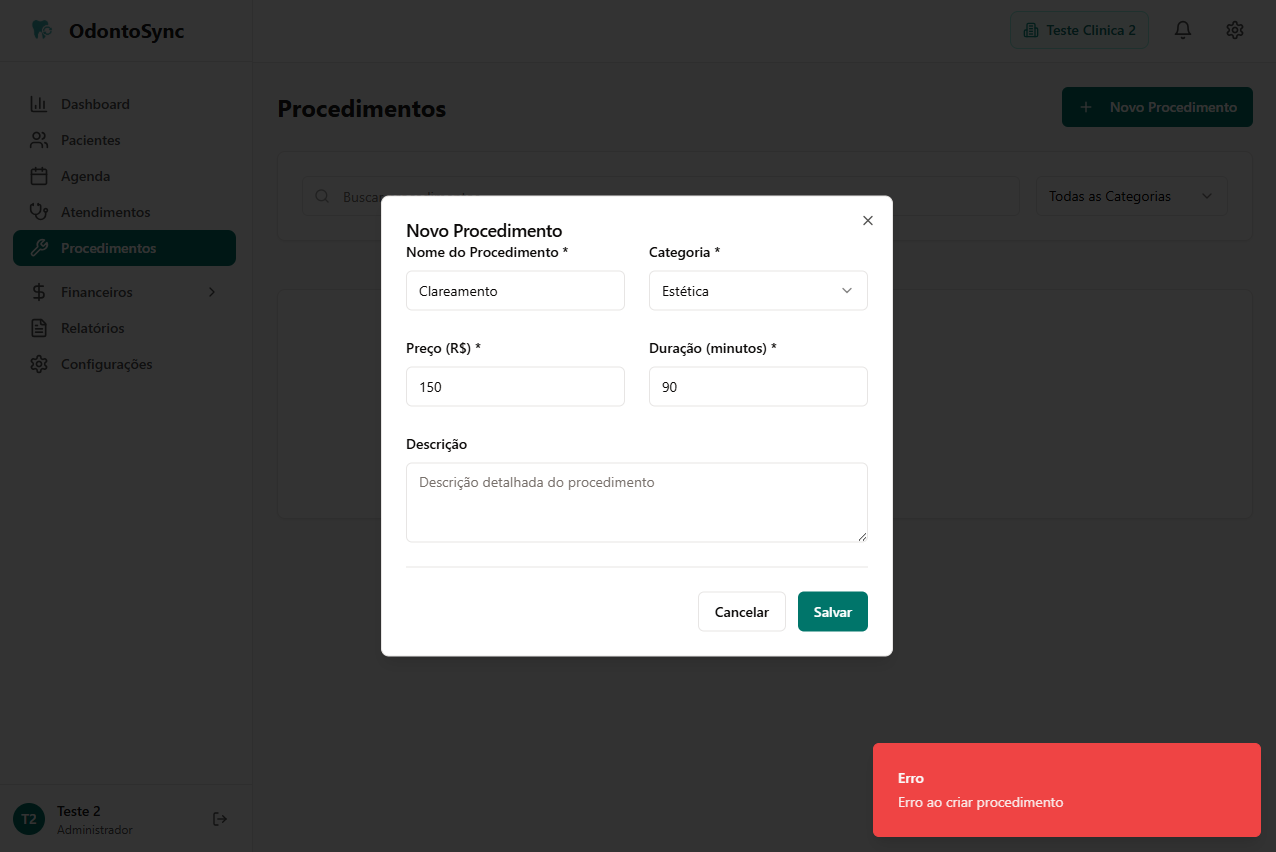 OdontoSync
Teste Clinica 2
Dashboard
Pacientes
Agenda
Atendimentos
Procedimentos
Financeiros
Relatórios
Configurações
Procedimentos
Novo Procedimento
Todas as Categorias
Novo Procedimento
Nome do Procedimento *
Categoria *
Clareamento
Estética
Preço (R$) *
Duração (minutos) *
150
90
Descrição
Descrição detalhada do procedimento
Cancelar
Salvar
T2
Teste 2
Administrador
Erro
Erro ao criar procedimento